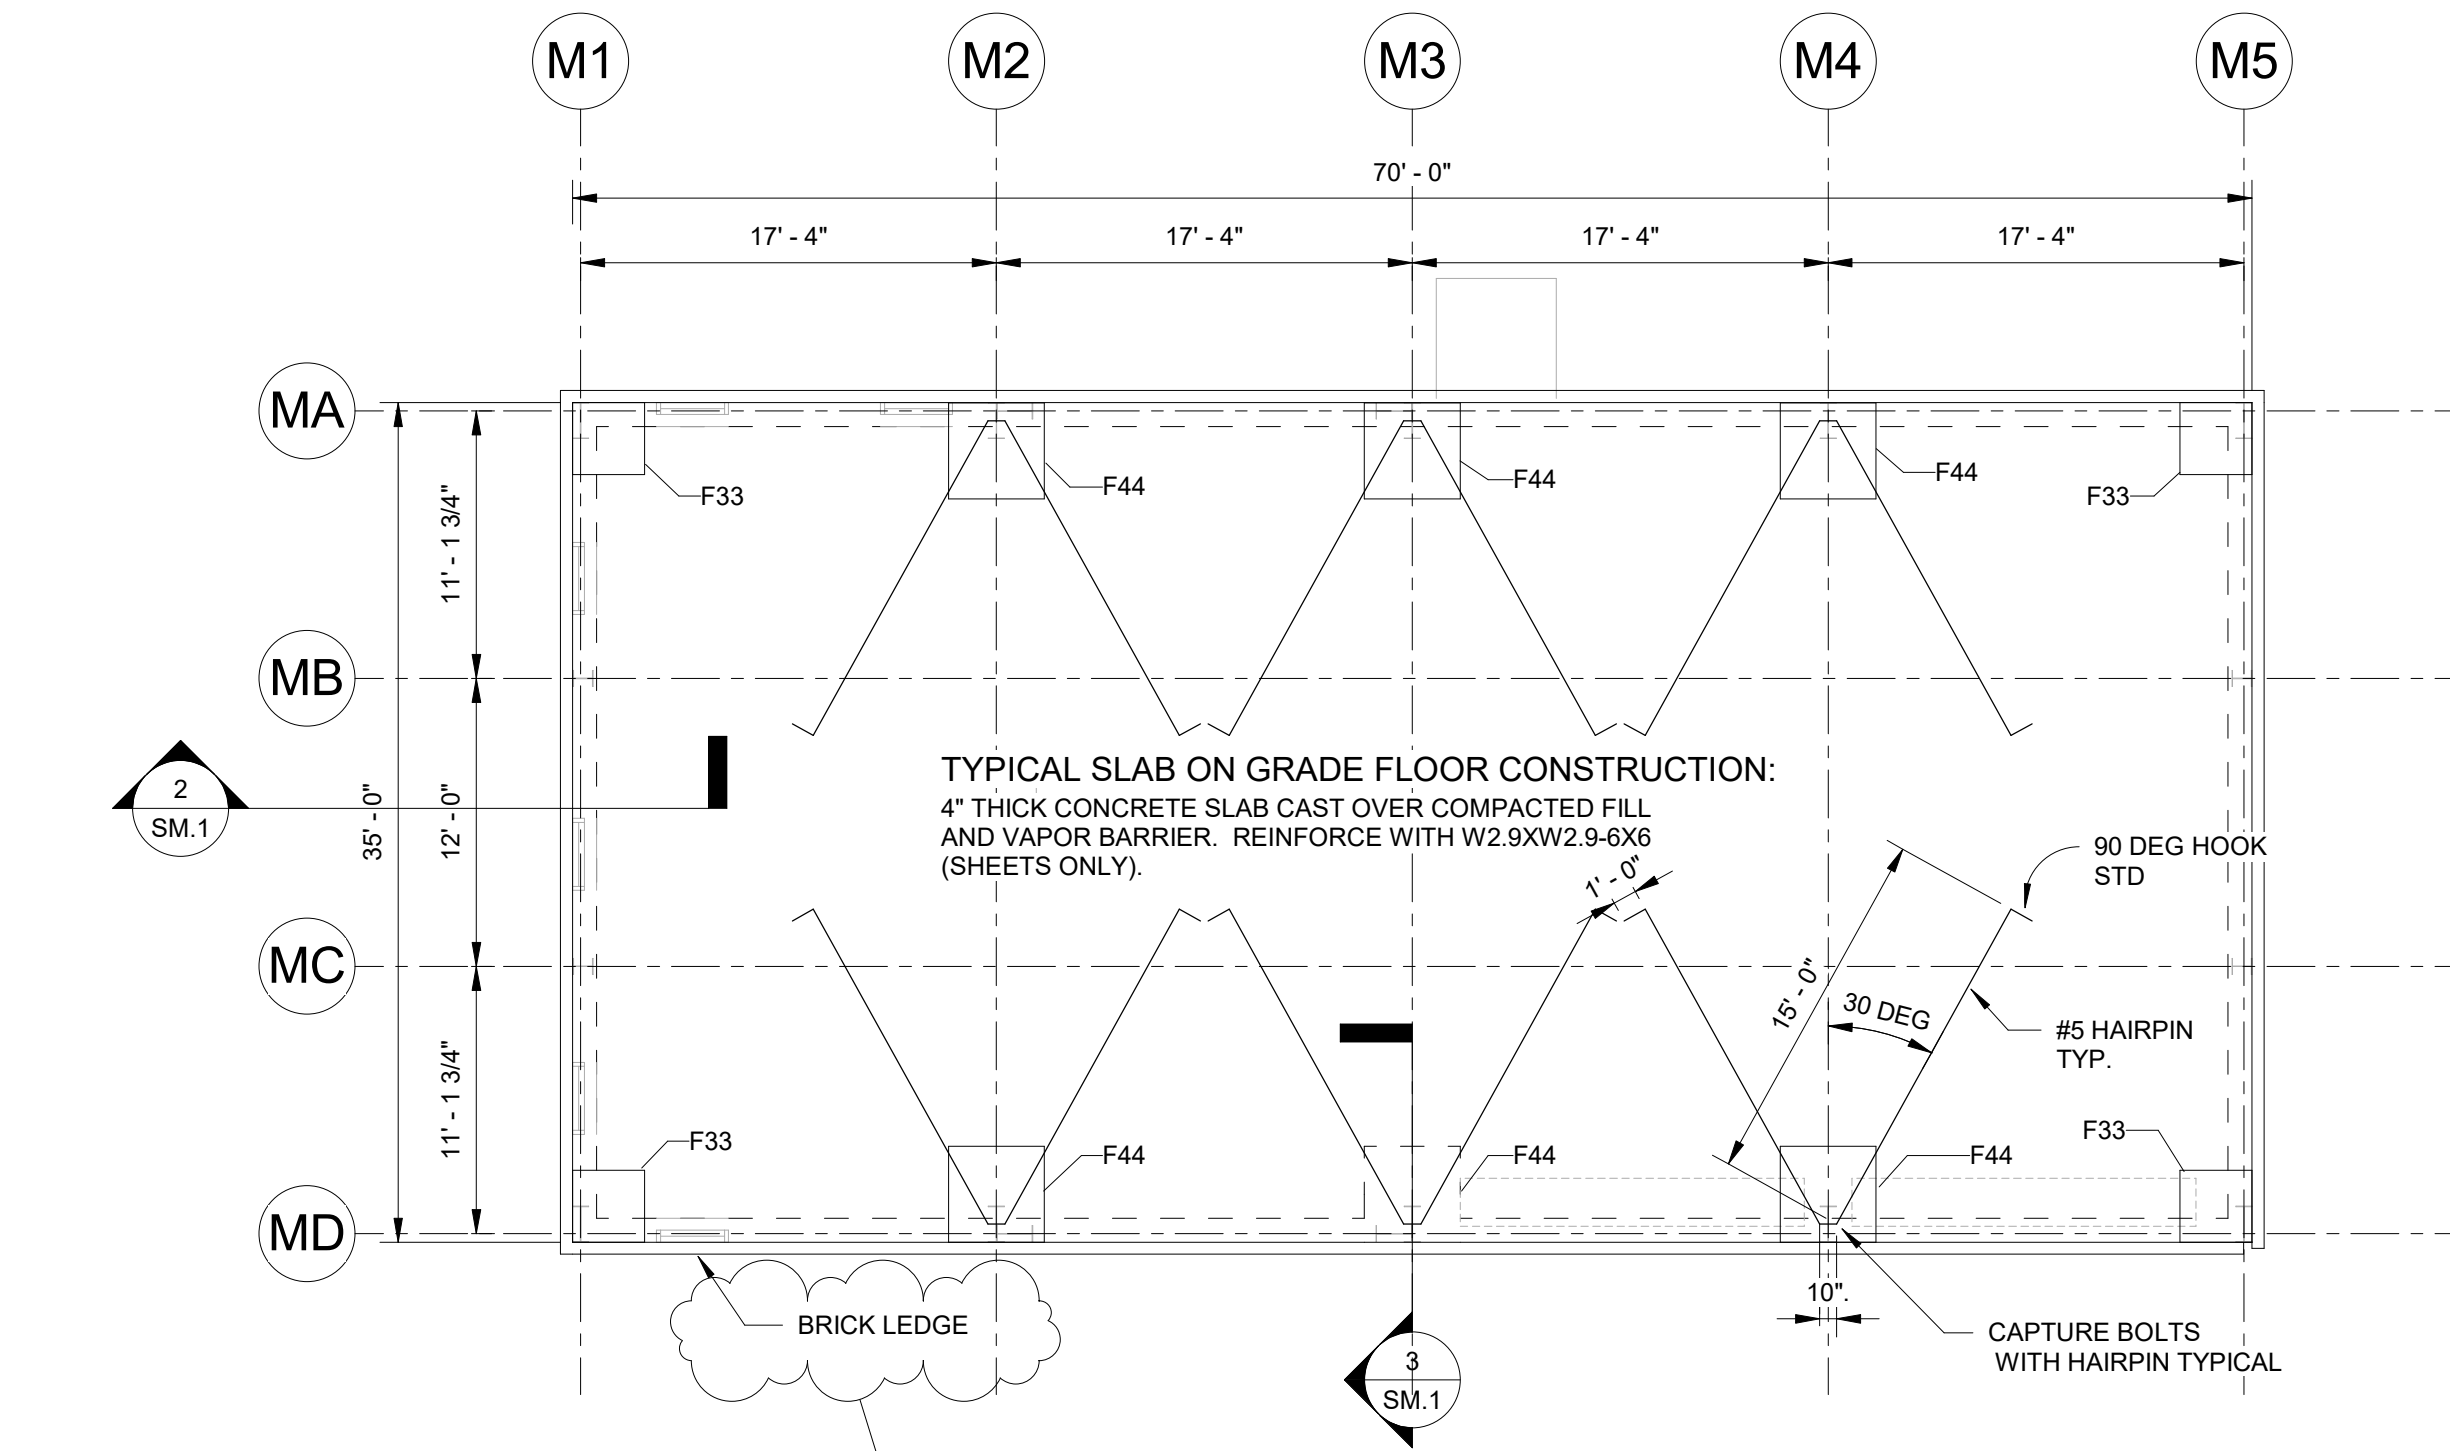 M1
M2
M3
M4
M5
70' - 0"
17' - 4"
17' - 4"
17' - 4"
17' - 4"
MA
F33
F44
F44
F44
F33
11' - 1 3/4"
MB
TYPICAL SLAB ON GRADE FLOOR CONSTRUCTION:
4" THICK CONCRETE SLAB CAST OVER COMPACTED FILL
AND VAPOR BARRIER.  REINFORCE WITH W2.9XW2.9-6X6
(SHEETS ONLY).
2
SM.1
35' - 0"
12' - 0"
1' - 0"
90 DEG HOOK
STD
MC
15' - 0"
30 DEG
#5 HAIRPIN
TYP.
11' - 1 3/4"
F33
F44
F44
F44
F33
MD
10".
BRICK LEDGE
CAPTURE BOLTS
WITH HAIRPIN TYPICAL
3
SM.1